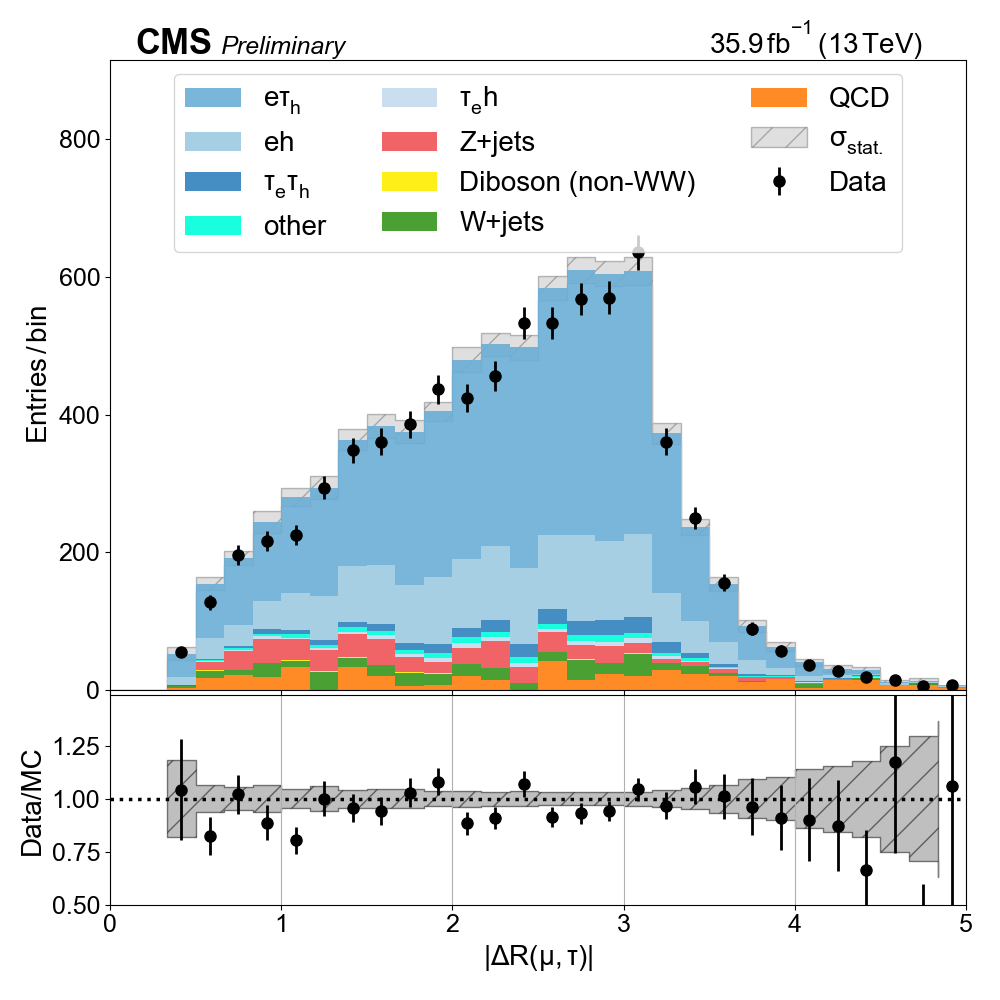 CMS Preliminary 35.9 fb⁻¹ (13 TeV)
eτₕ
eh
τₑτₕ
other
τₑh
Z+jets
Diboson (non-WW)
W+jets
QCD
σstat.
Data
Entries / bin
800
600
400
200
0
Data/MC
1.25
1.00
0.75
0.50
0 1 2 3 4 5
|ΔR(μ, τ)|